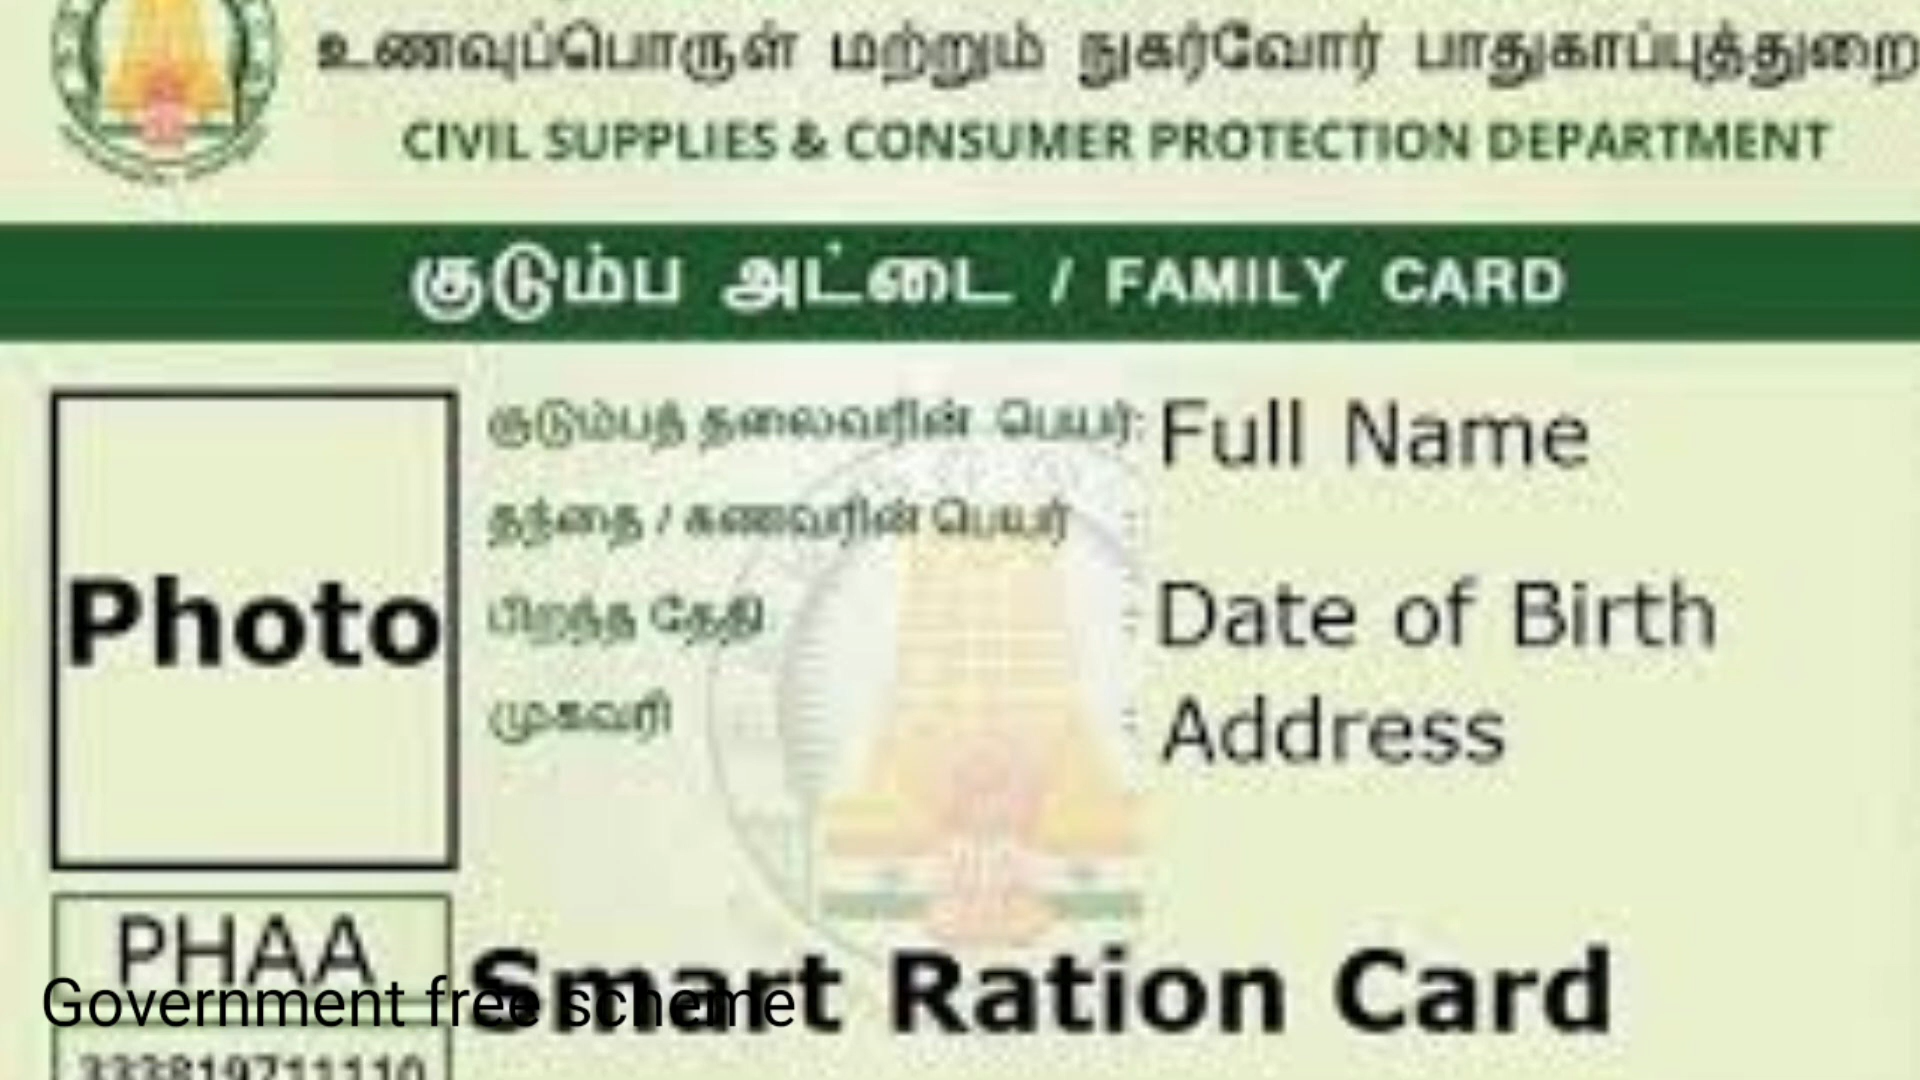 உணவுப்பொருள் மற்றும் நுகர்வோர் பாதுகாப்புத்துறை
CIVIL SUPPLIES & CONSUMER PROTECTION DEPARTMENT
குடும்ப அட்டை / FAMILY CARD
குடும்பத் தலைவரின் பெயர்: Full Name
தந்தை / கணவரின் பெயர் :
பிறந்த தேதி : Date of Birth
முகவரி : Address
Photo
PHAA
Smart Ration Card
Government free scheme
333819711110